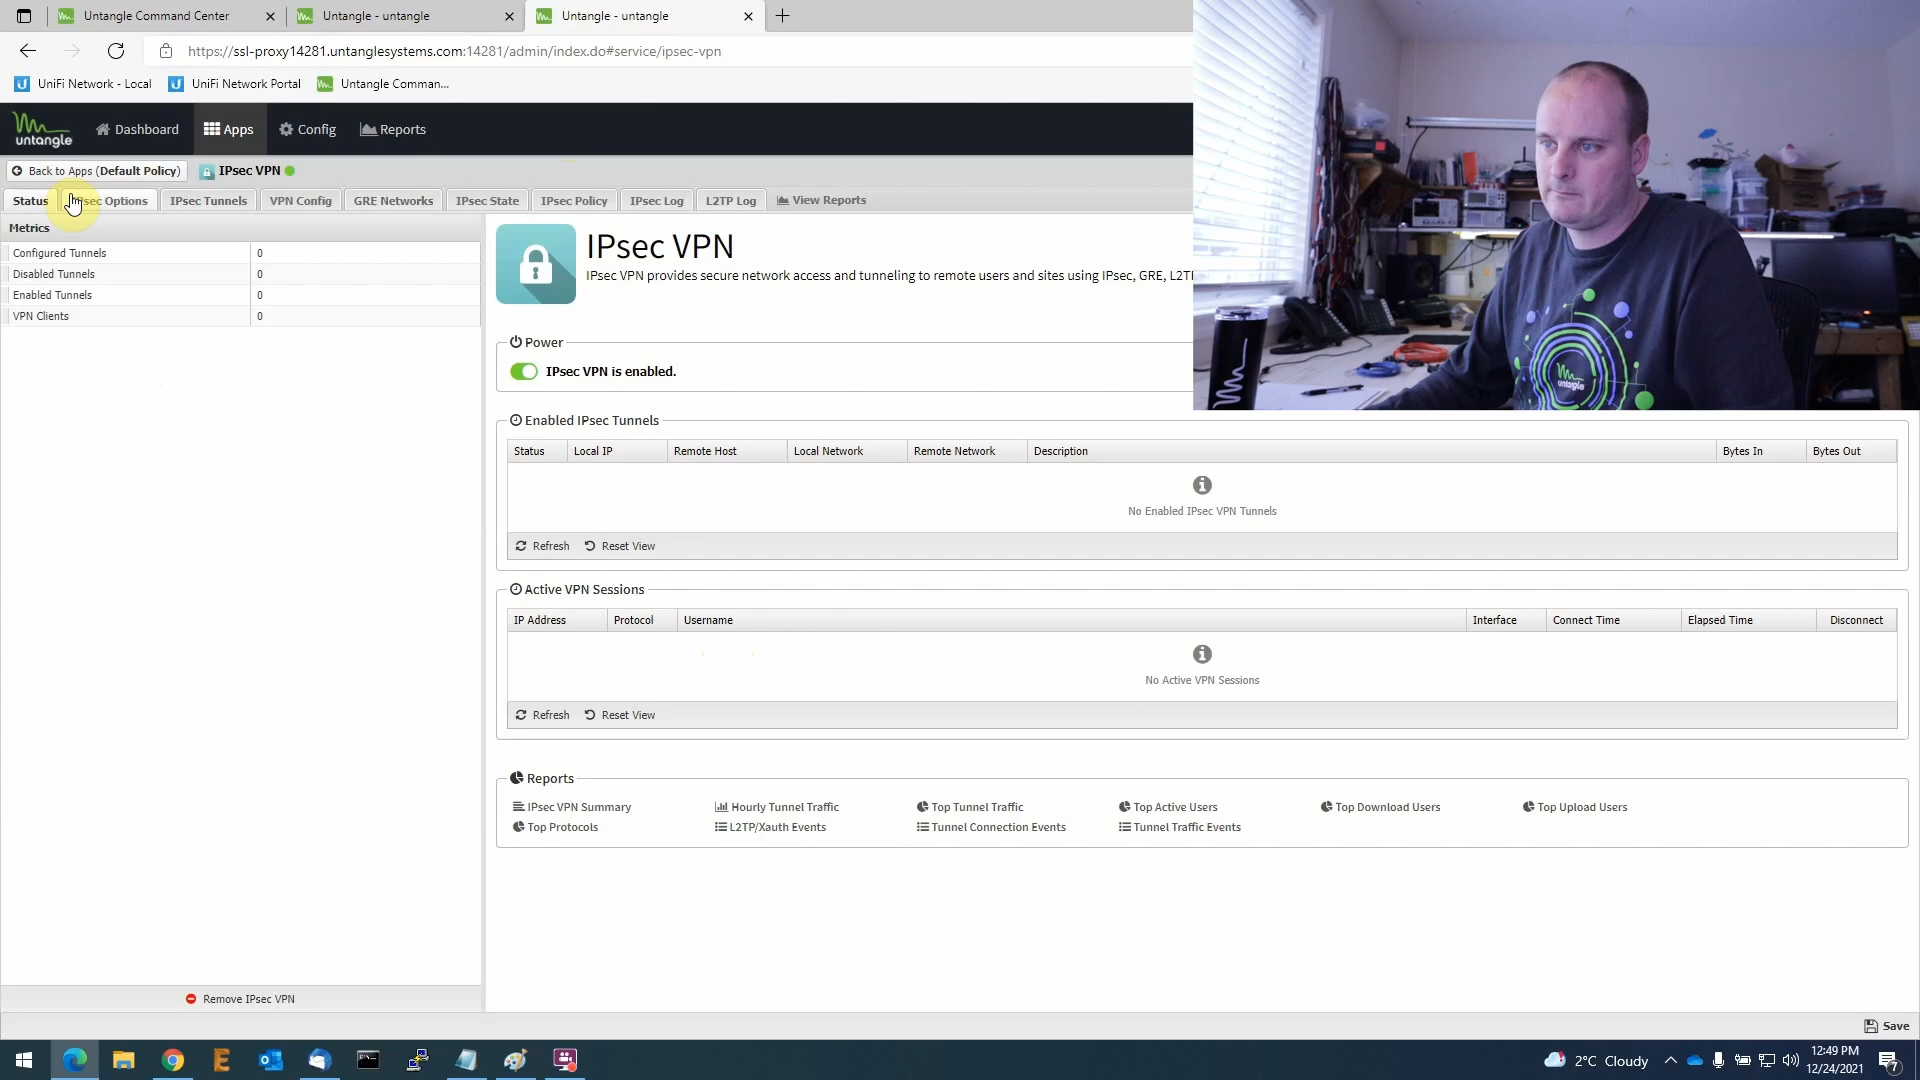 Untangle Command Center
Untangle - untangle
Untangle - untangle
https://ssl-proxy14281.untanglesystems.com:14281/admin/index.do#service/ipsec-vpn
UniFi Network - Local
UniFi Network Portal
Untangle Comman...
untangle
Dashboard
Apps
Config
Reports
Back to Apps (Default Policy)
IPsec VPN
Status
IPsec Options
IPsec Tunnels
VPN Config
GRE Networks
IPsec State
IPsec Policy
IPsec Log
L2TP Log
View Reports
Metrics
Configured Tunnels 0
Disabled Tunnels 0
Enabled Tunnels 0
VPN Clients 0
Remove IPsec VPN
IPsec VPN
IPsec VPN provides secure network access and tunneling to remote users and sites using IPsec, GRE, L2T
Power
IPsec VPN is enabled.
Enabled IPsec Tunnels
Status Local IP Remote Host Local Network Remote Network Description Bytes In Bytes Out
No Enabled IPsec VPN Tunnels
Refresh Reset View
Active VPN Sessions
IP Address Protocol Username Interface Connect Time Elapsed Time Disconnect
No Active VPN Sessions
Refresh Reset View
Reports
IPsec VPN Summary Hourly Tunnel Traffic Top Tunnel Traffic Top Active Users Top Download Users Top Upload Users
Top Protocols L2TP/Xauth Events Tunnel Connection Events Tunnel Traffic Events
Save
untangle
2°C Cloudy
12:49 PM
12/24/2021
7